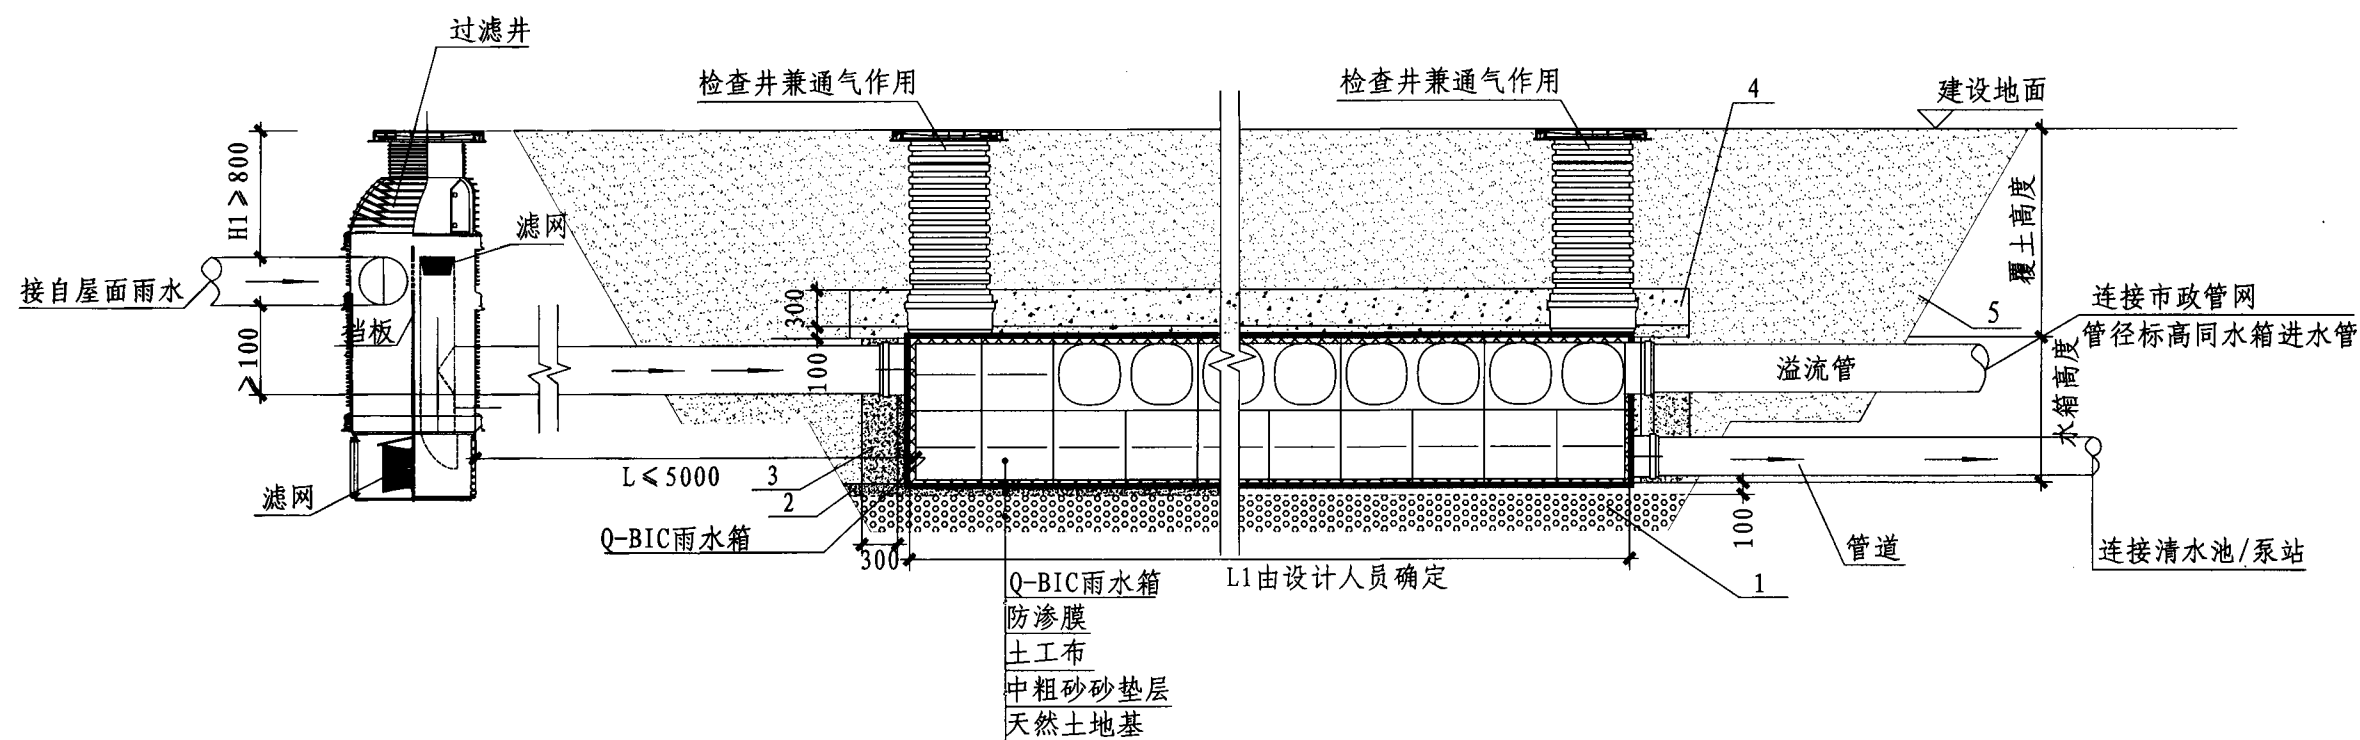 过滤井
检查井兼通气作用
检查井兼通气作用
4
建设地面
H1≥800
滤网
覆土高度
接自屋面雨水
300
5
连接市政管网
挡板
管径标高同水箱进水管
≥100
100
溢流管
水箱高度
L≤5000
3
滤网
2
Q-BIC雨水箱
300
100
管道
连接清水池/泵站
L1由设计人员确定
1
Q-BIC雨水箱
防渗膜
土工布
中粗砂砂垫层
天然土地基